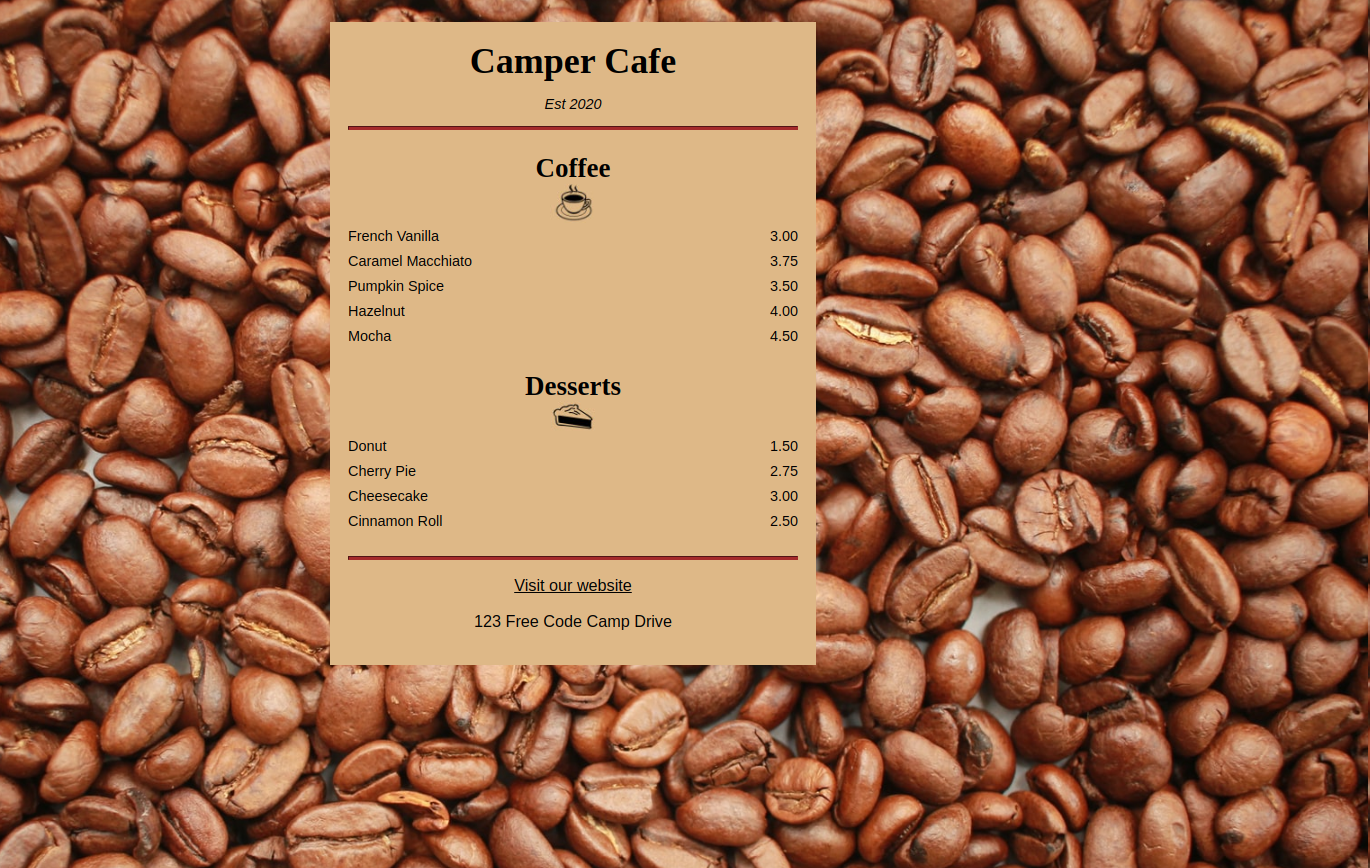 Camper Cafe
Est 2020
Coffee
French Vanilla 3.00
Caramel Macchiato 3.75
Pumpkin Spice 3.50
Hazelnut 4.00
Mocha 4.50
Desserts
Donut 1.50
Cherry Pie 2.75
Cheesecake 3.00
Cinnamon Roll 2.50
Visit our website
123 Free Code Camp Drive